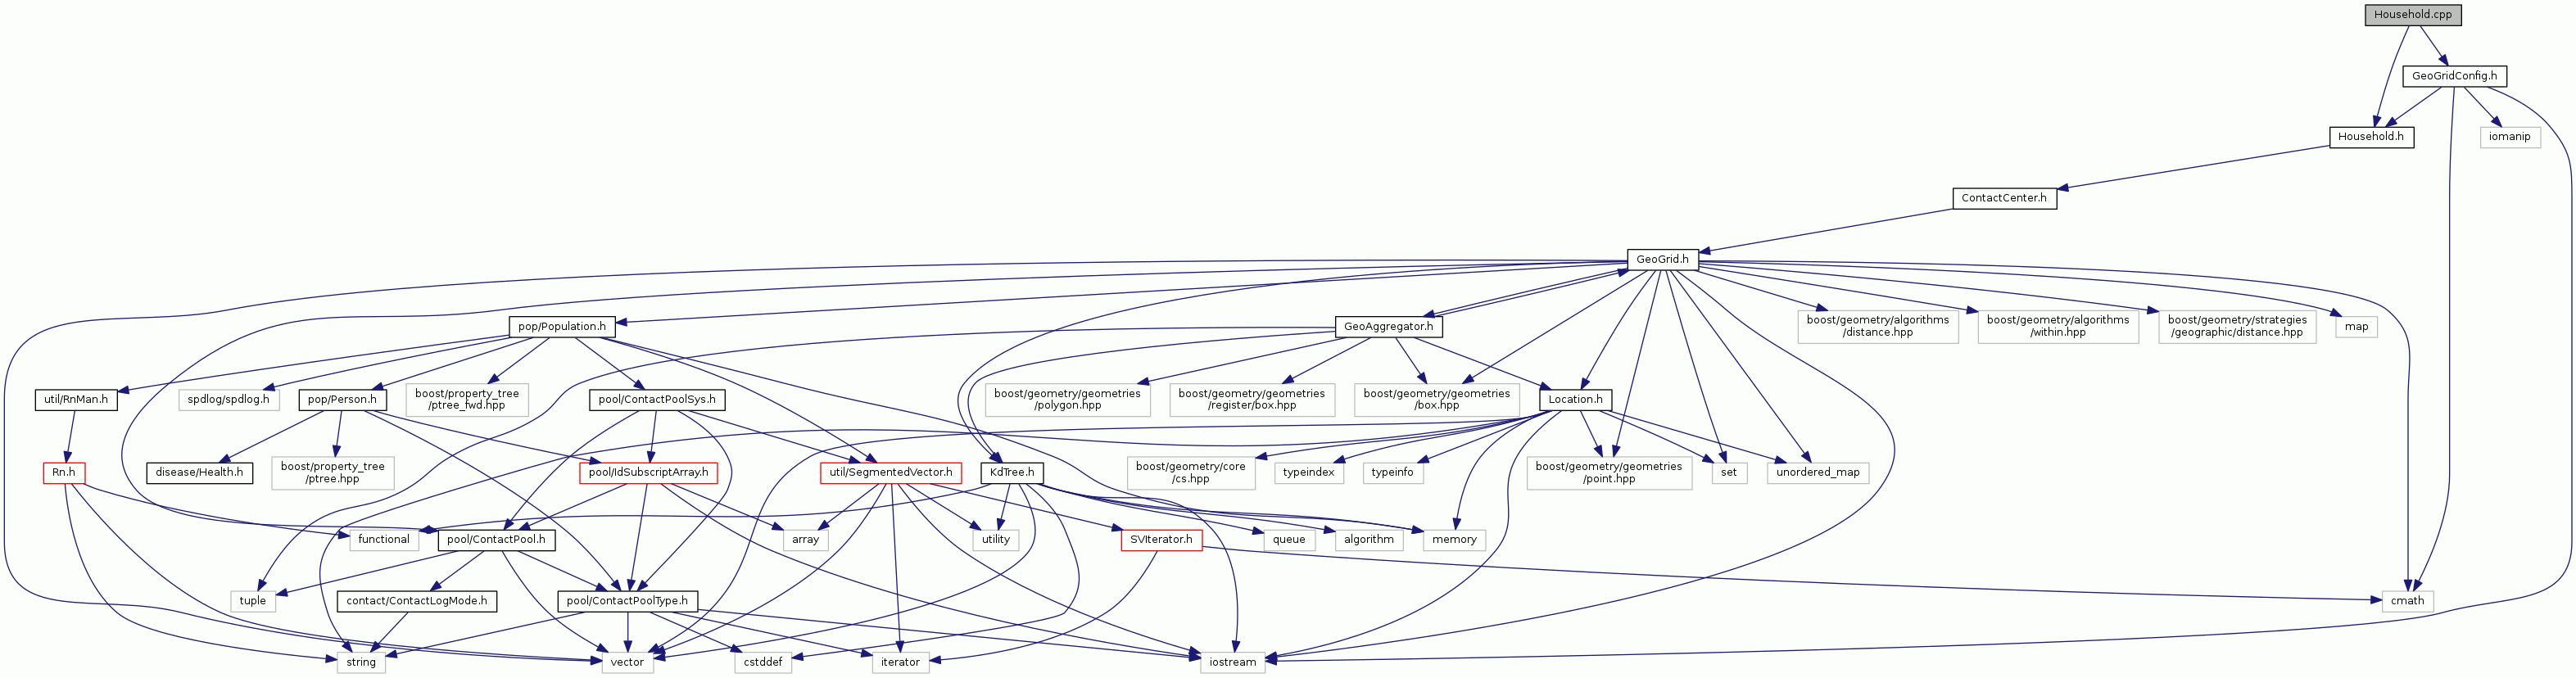 Household.cpp
GeoGridConfig.h
Household.h
iomanip
ContactCenter.h
GeoGrid.h
pop/Population.h
GeoAggregator.h
boost/geometry/algorithms
/distance.hpp
boost/geometry/algorithms
/within.hpp
boost/geometry/strategies
/geographic/distance.hpp
map
util/RnMan.h
spdlog/spdlog.h
pop/Person.h
boost/property_tree
/ptree_fwd.hpp
pool/ContactPoolSys.h
boost/geometry/geometries
/polygon.hpp
boost/geometry/geometries
/register/box.hpp
boost/geometry/geometries
/box.hpp
Location.h
Rn.h
disease/Health.h
boost/property_tree
/ptree.hpp
pool/IdSubscriptArray.h
util/SegmentedVector.h
KdTree.h
boost/geometry/core
/cs.hpp
typeindex
typeinfo
boost/geometry/geometries
/point.hpp
set
unordered_map
functional
pool/ContactPool.h
array
utility
SVIterator.h
queue
algorithm
memory
tuple
contact/ContactLogMode.h
pool/ContactPoolType.h
cmath
string
vector
cstddef
iterator
iostream